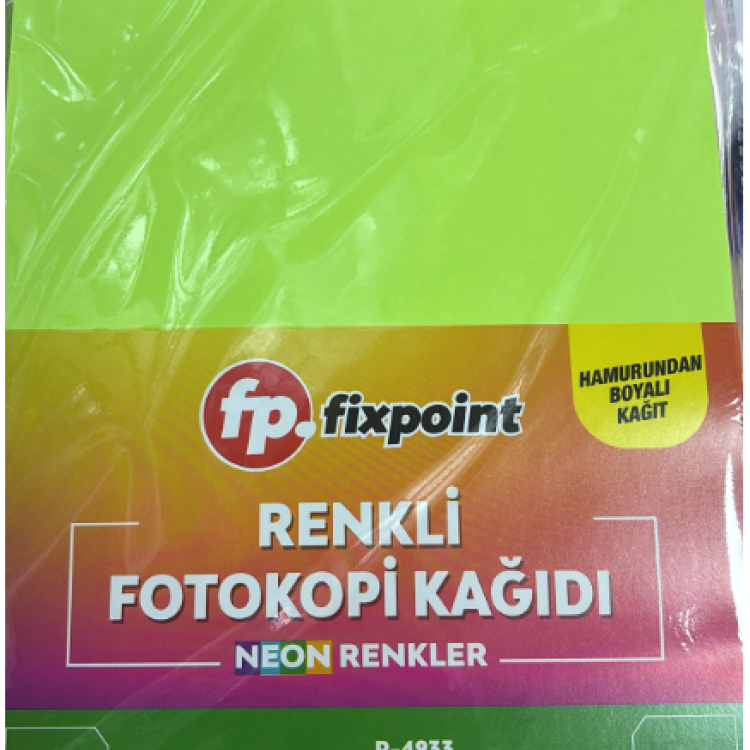 HAMURUNDAN
BOYALI
KAĞIT
fp. fixpoint
RENKLİ
FOTOKOPİ KAĞIDI
NEON RENKLER